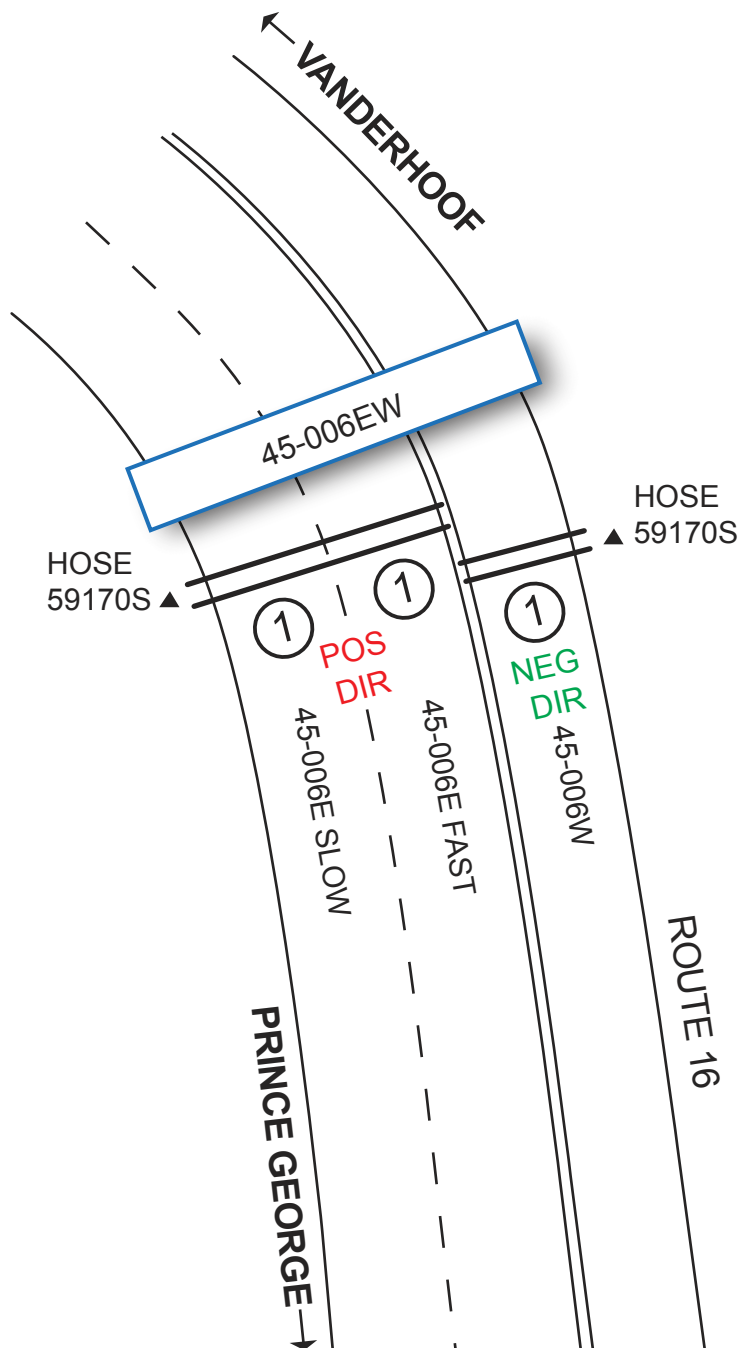 VANDERHOOF
45-006EW
HOSE
59170S
HOSE
59170S
1
1
1
POS
DIR
NEG
DIR
45-006E SLOW
45-006E FAST
45-006W
ROUTE 16
PRINCE GEORGE